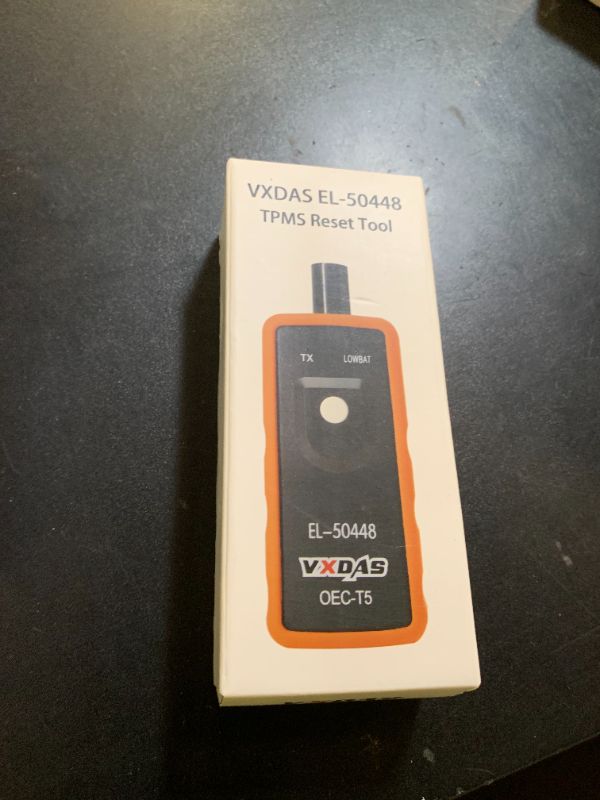 VXDAS EL-50448
TPMS Reset Tool
TX LOWBAT
EL-50448
VXDAS
OEC-T5